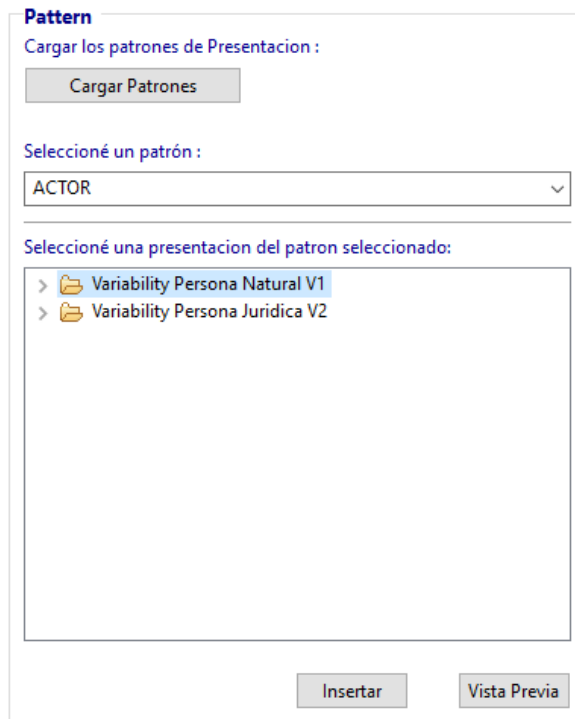 Pattern
Cargar los patrones de Presentacion :
Cargar Patrones
Seleccioné un patrón :
ACTOR
Seleccioné una presentacion del patron seleccionado:
Variability Persona Natural V1
Variability Persona Juridica V2
Insertar Vista Previa